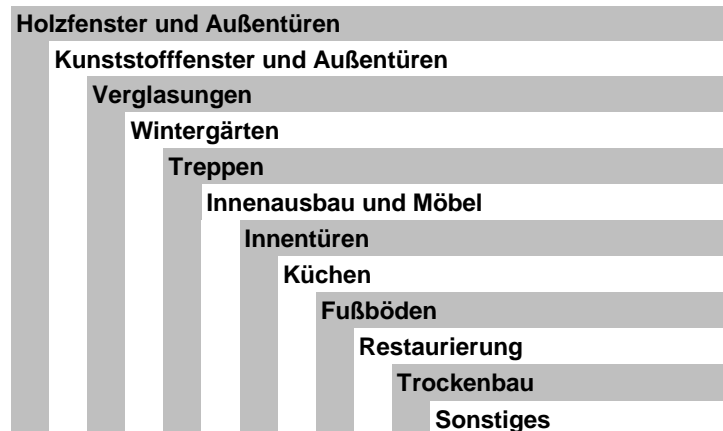 Holzfenster und Außentüren
Kunststofffenster und Außentüren
Verglasungen
Wintergärten
Treppen
Innenausbau und Möbel
Innentüren
Küchen
Fußböden
Restaurierung
Trockenbau
Sonstiges